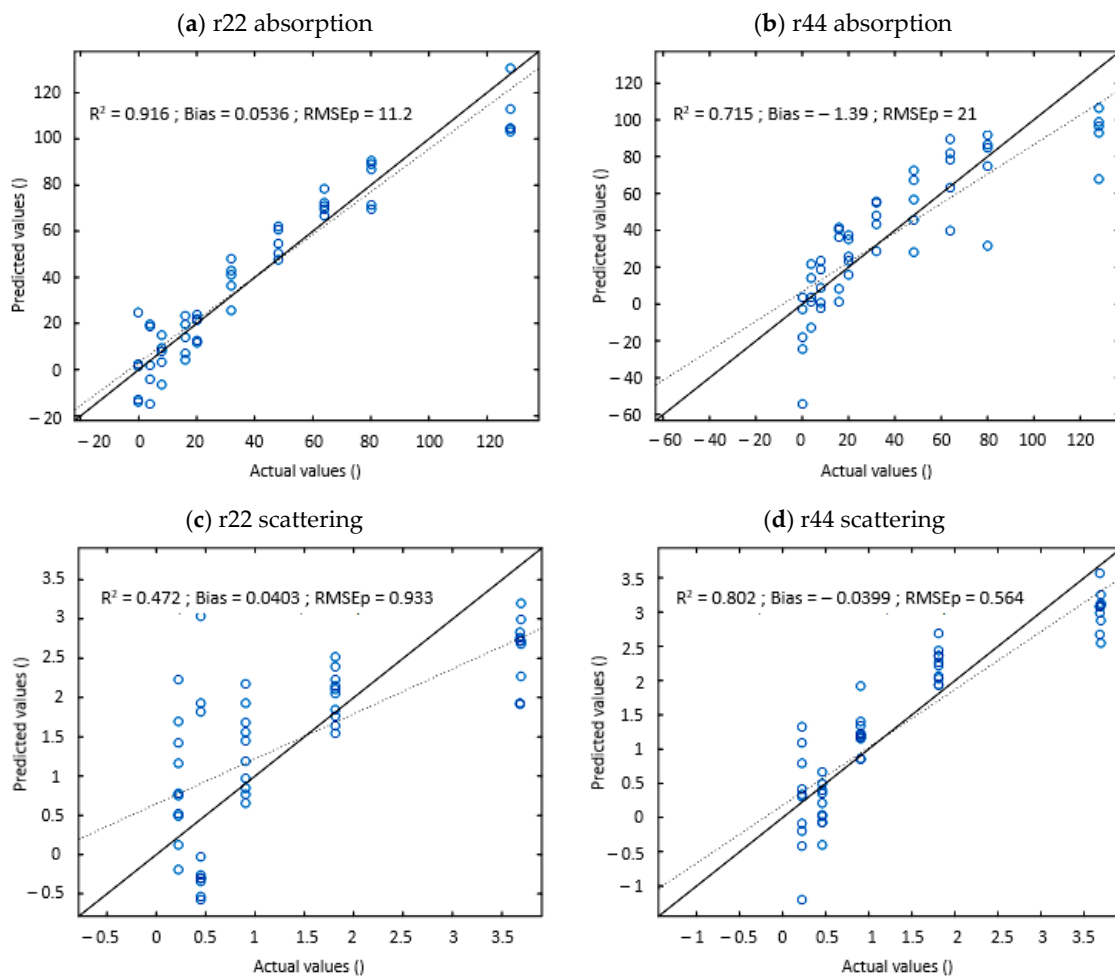 (a) r22 absorption
(b) r44 absorption
R² = 0.916 ; Bias = 0.0536 ; RMSEp = 11.2
120
100
80
60
40
20
0
– 20
Predicted values ()
– 20 0 20 40 60 80 100 120
Actual values ()
R² = 0.715 ; Bias = – 1.39 ; RMSEp = 21
120
100
80
60
40
20
0
– 20
– 40
– 60
Predicted values ()
– 60 – 40 – 20 0 20 40 60 80 100 120
Actual values ()
(c) r22 scattering
(d) r44 scattering
R² = 0.472 ; Bias = 0.0403 ; RMSEp = 0.933
3.5
3
2.5
2
1.5
1
0.5
0
– 0.5
Predicted values ()
– 0.5 0 0.5 1 1.5 2 2.5 3 3.5
Actual values ()
R² = 0.802 ; Bias = – 0.0399 ; RMSEp = 0.564
3.5
3
2.5
2
1.5
1
0.5
0
– 0.5
– 1
Predicted values ()
– 1 – 0.5 0 0.5 1 1.5 2 2.5 3 3.5
Actual values ()